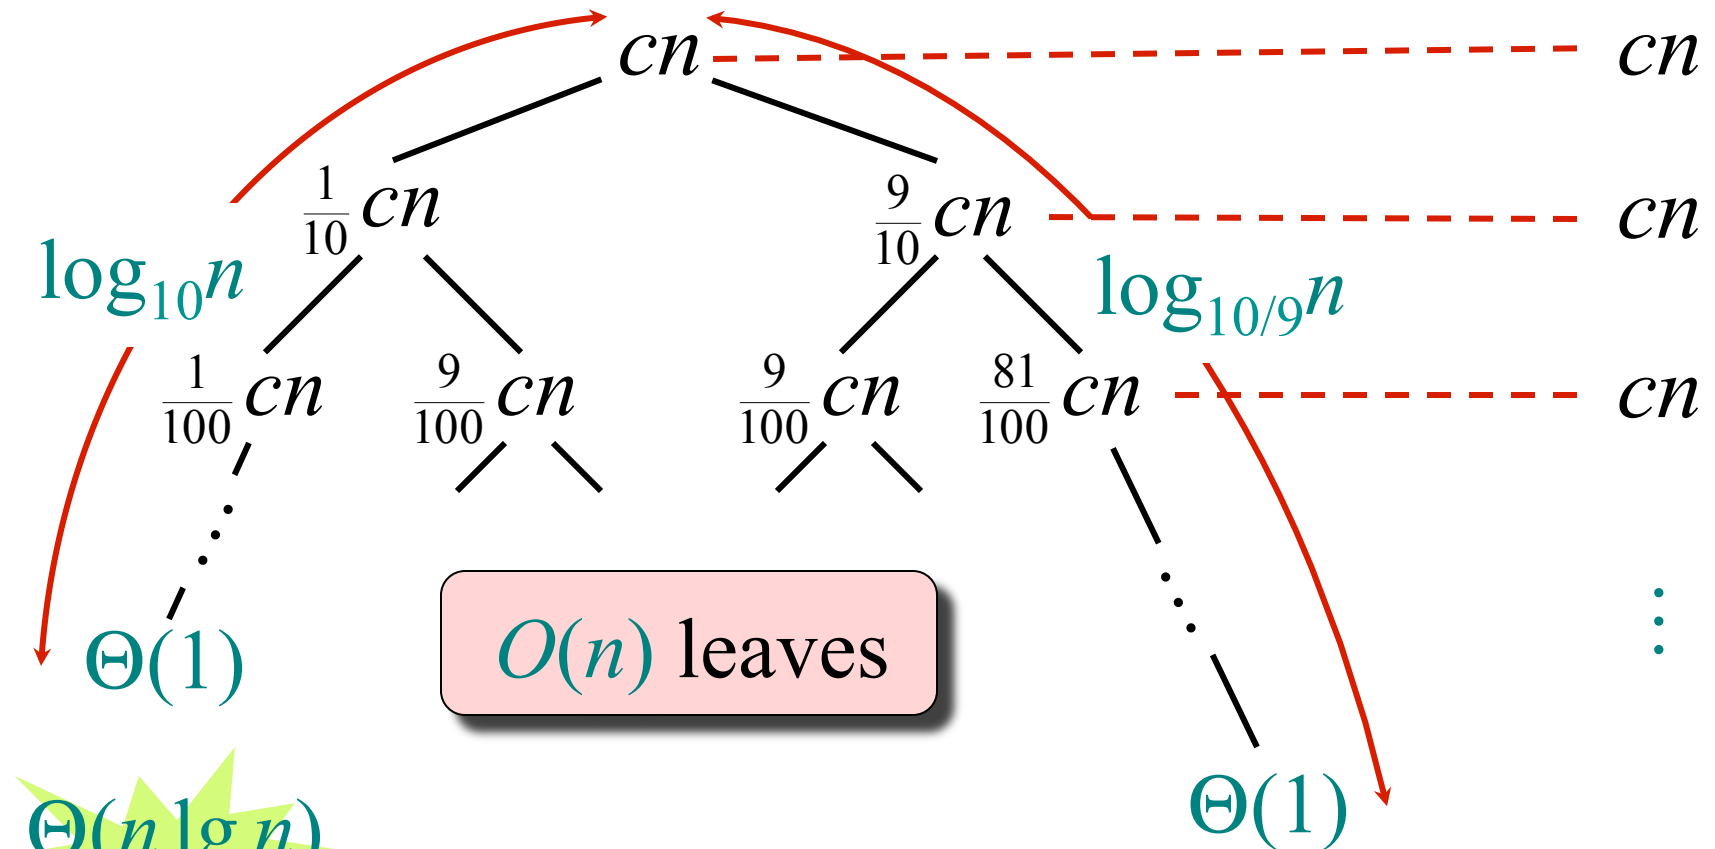 cn cn
1/10 cn 9/10 cn cn
log₁₀n log₁₀/₉n
1/100 cn 9/100 cn 9/100 cn 81/100 cn cn
O(n) leaves
Θ(1)
Θ(1)
Θ(n lg n)